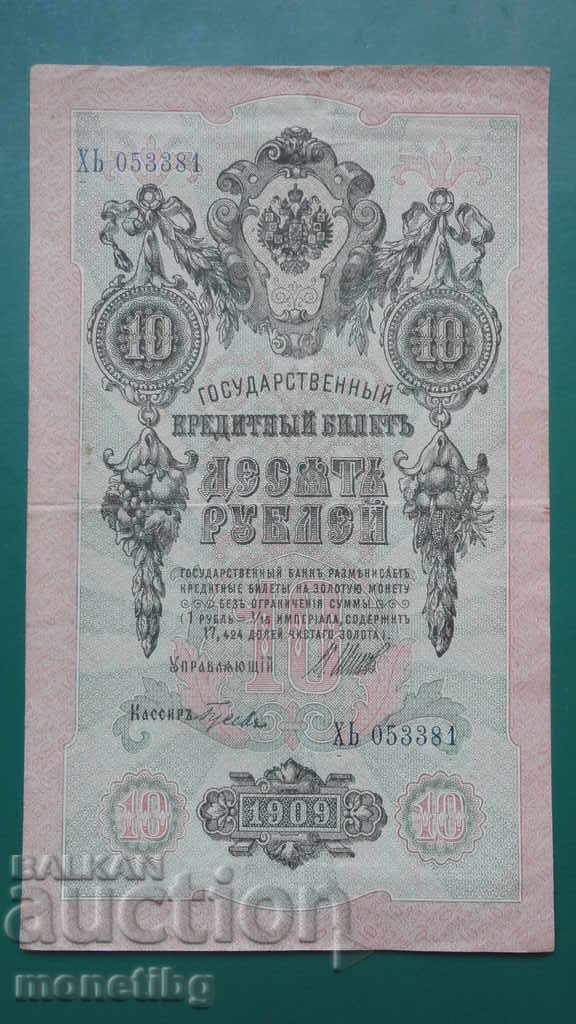 ХЬ 053381
10 10
ГОСУДАРСТВЕННЫЙ
КРЕДИТНЫЙ БИЛЕТЪ
ДЕСЯТЬ
РУБЛЕЙ
ГОСУДАРСТВЕННЫЙ БАНКЪ РАЗМѢНИВАЕТЪ
КРЕДИТНЫЕ БИЛЕТЫ НА ЗОЛОТУЮ МОНЕТУ
БЕЗЪ ОГРАНИЧЕНІЯ СУММЫ
(1 РУБЛЬ = 1/15 ИМПЕРІАЛА, СОДЕРЖИТЪ
17,424 ДОЛЕЙ ЧИСТАГО ЗОЛОТА).
10
УПРАВЛЯЮЩІЙ
КАССИРЪ Гусевъ
ХЬ 053381
10 1909 10
BALKAN
auction
monetibg